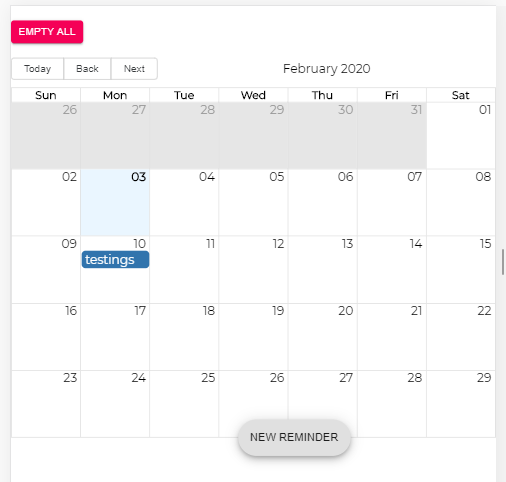 EMPTY ALL
Today Back Next February 2020
Sun Mon Tue Wed Thu Fri Sat
26 27 28 29 30 31 01
02 03 04 05 06 07 08
09 10 11 12 13 14 15
testings
16 17 18 19 20 21 22
23 24 25 26 27 28 29
NEW REMINDER